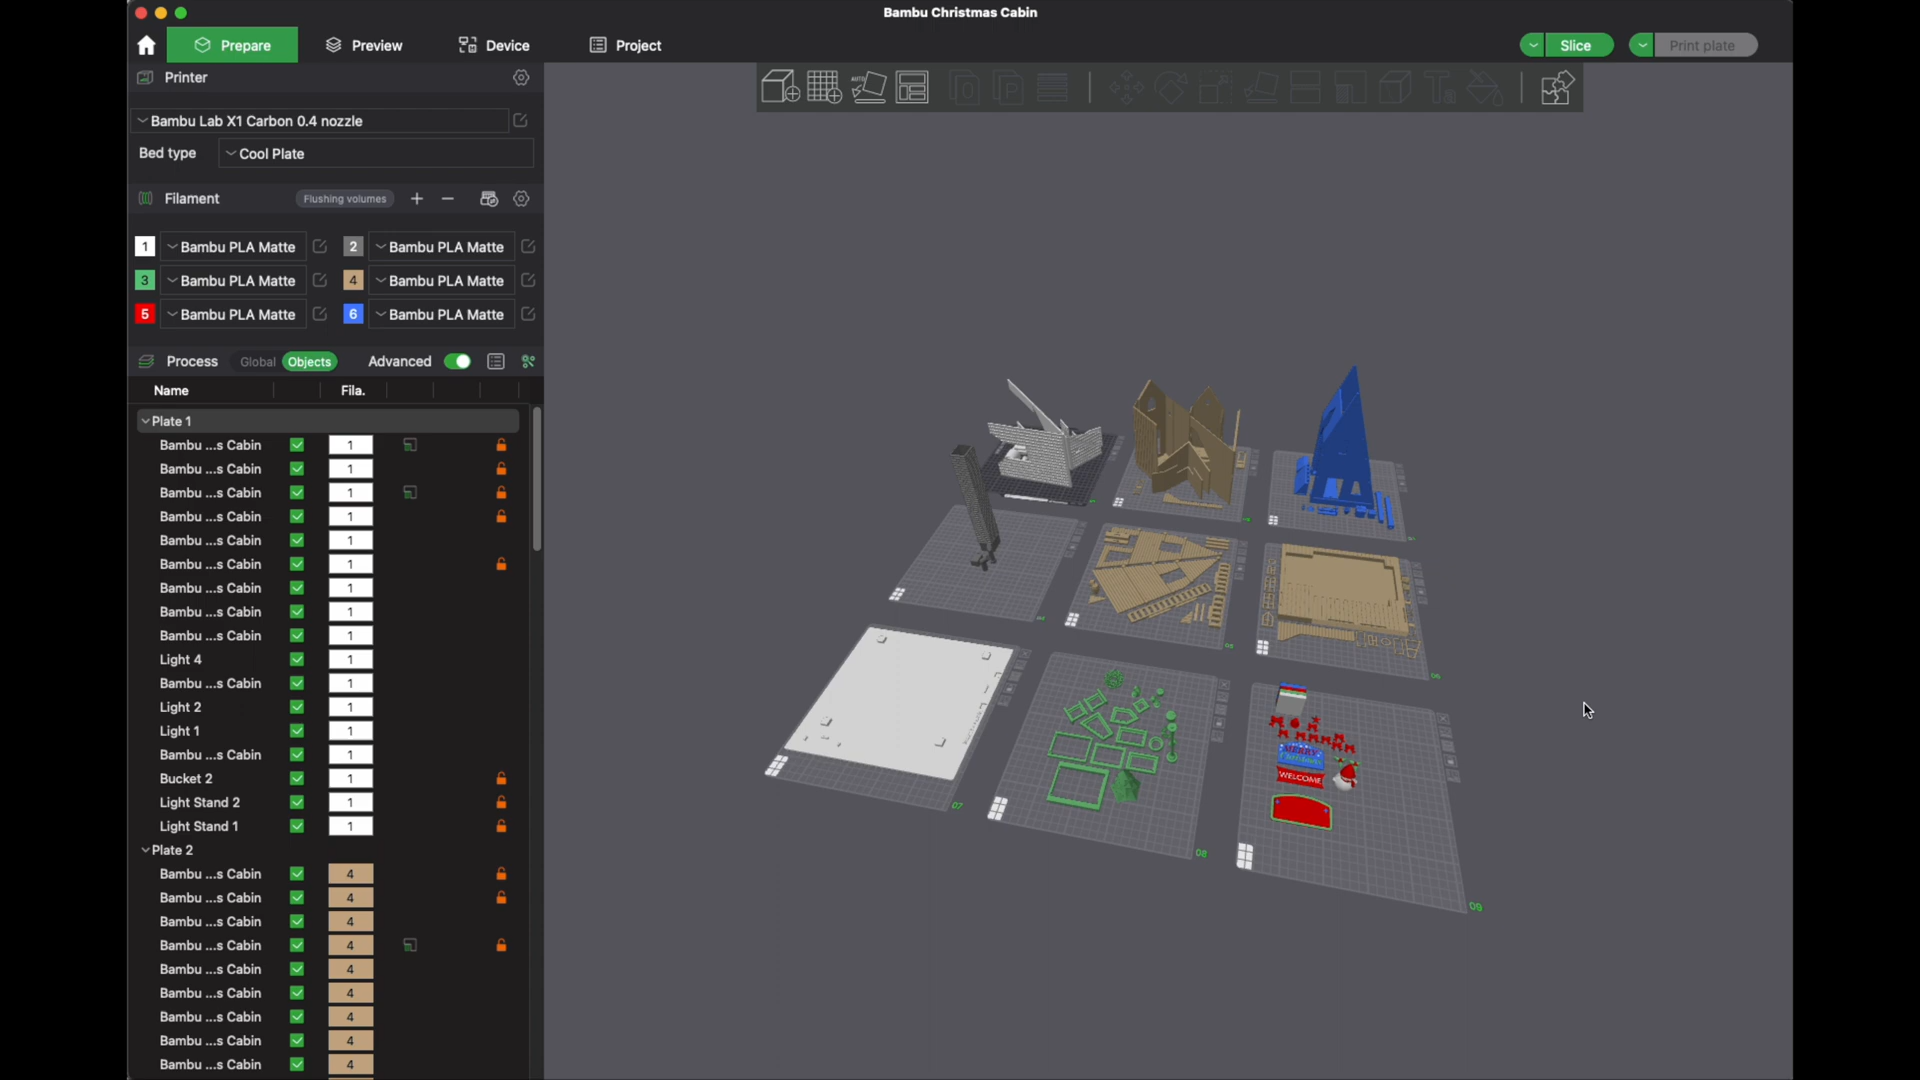 Bambu Christmas Cabin
Prepare Preview Device Project Slice Print plate
Printer
Bambu Lab X1 Carbon 0.4 nozzle
Bed type Cool Plate
Filament Flushing volumes
1 Bambu PLA Matte 2 Bambu PLA Matte
3 Bambu PLA Matte 4 Bambu PLA Matte
5 Bambu PLA Matte 6 Bambu PLA Matte
Process Global Objects Advanced
Name Fila.
Plate 1
Bambu ...s Cabin 1
Bambu ...s Cabin 1
Bambu ...s Cabin 1
Bambu ...s Cabin 1
Bambu ...s Cabin 1
Bambu ...s Cabin 1
Bambu ...s Cabin 1
Bambu ...s Cabin 1
Bambu ...s Cabin 1
Light 4 1
Bambu ...s Cabin 1
Light 2 1
Light 1 1
Bambu ...s Cabin 1
Bucket 2 1
Light Stand 2 1
Light Stand 1 1
Plate 2
Bambu ...s Cabin 4
Bambu ...s Cabin 4
Bambu ...s Cabin 4
Bambu ...s Cabin 4
Bambu ...s Cabin 4
Bambu ...s Cabin 4
Bambu ...s Cabin 4
Bambu ...s Cabin 4
Bambu ...s Cabin 4
AUTO
06
MERRY
Christmas
WELCOME
07
08
09